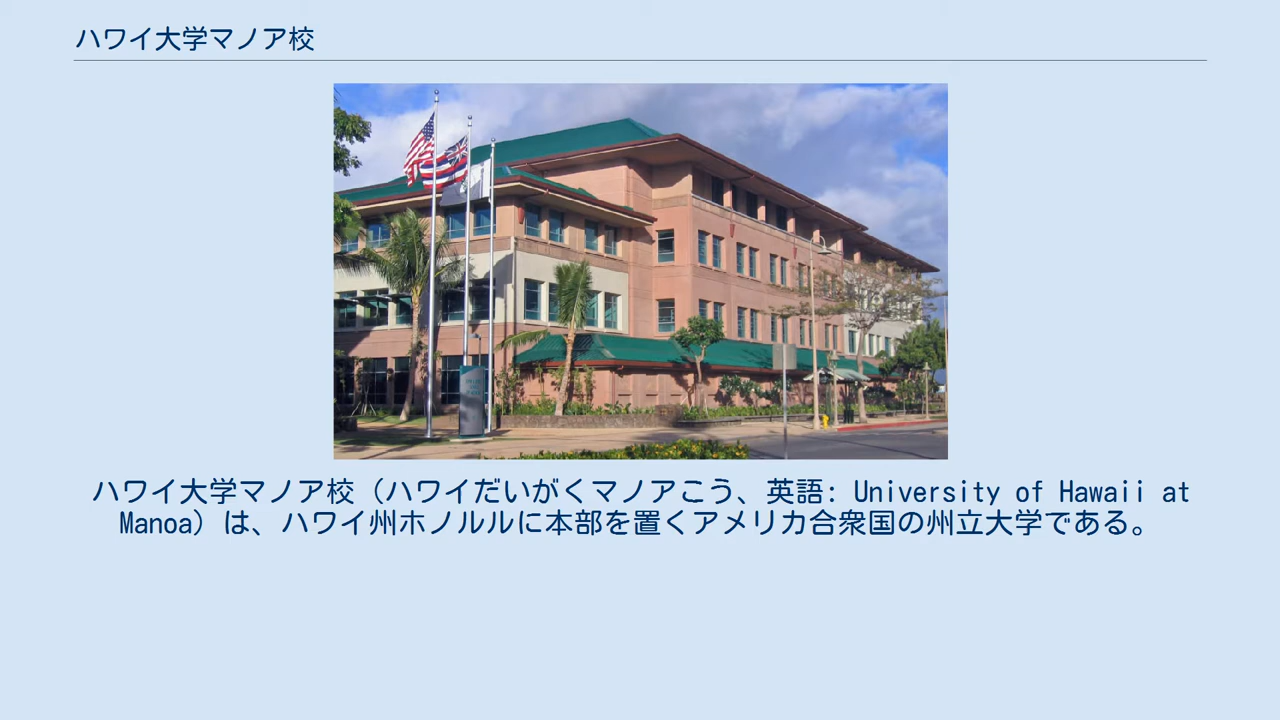 ハワイ大学マノア校
ハワイ大学マノア校（ハワイだいがくマノアこう、英語: University of Hawaii at
Manoa）は、ハワイ州ホノルルに本部を置くアメリカ合衆国の州立大学である。